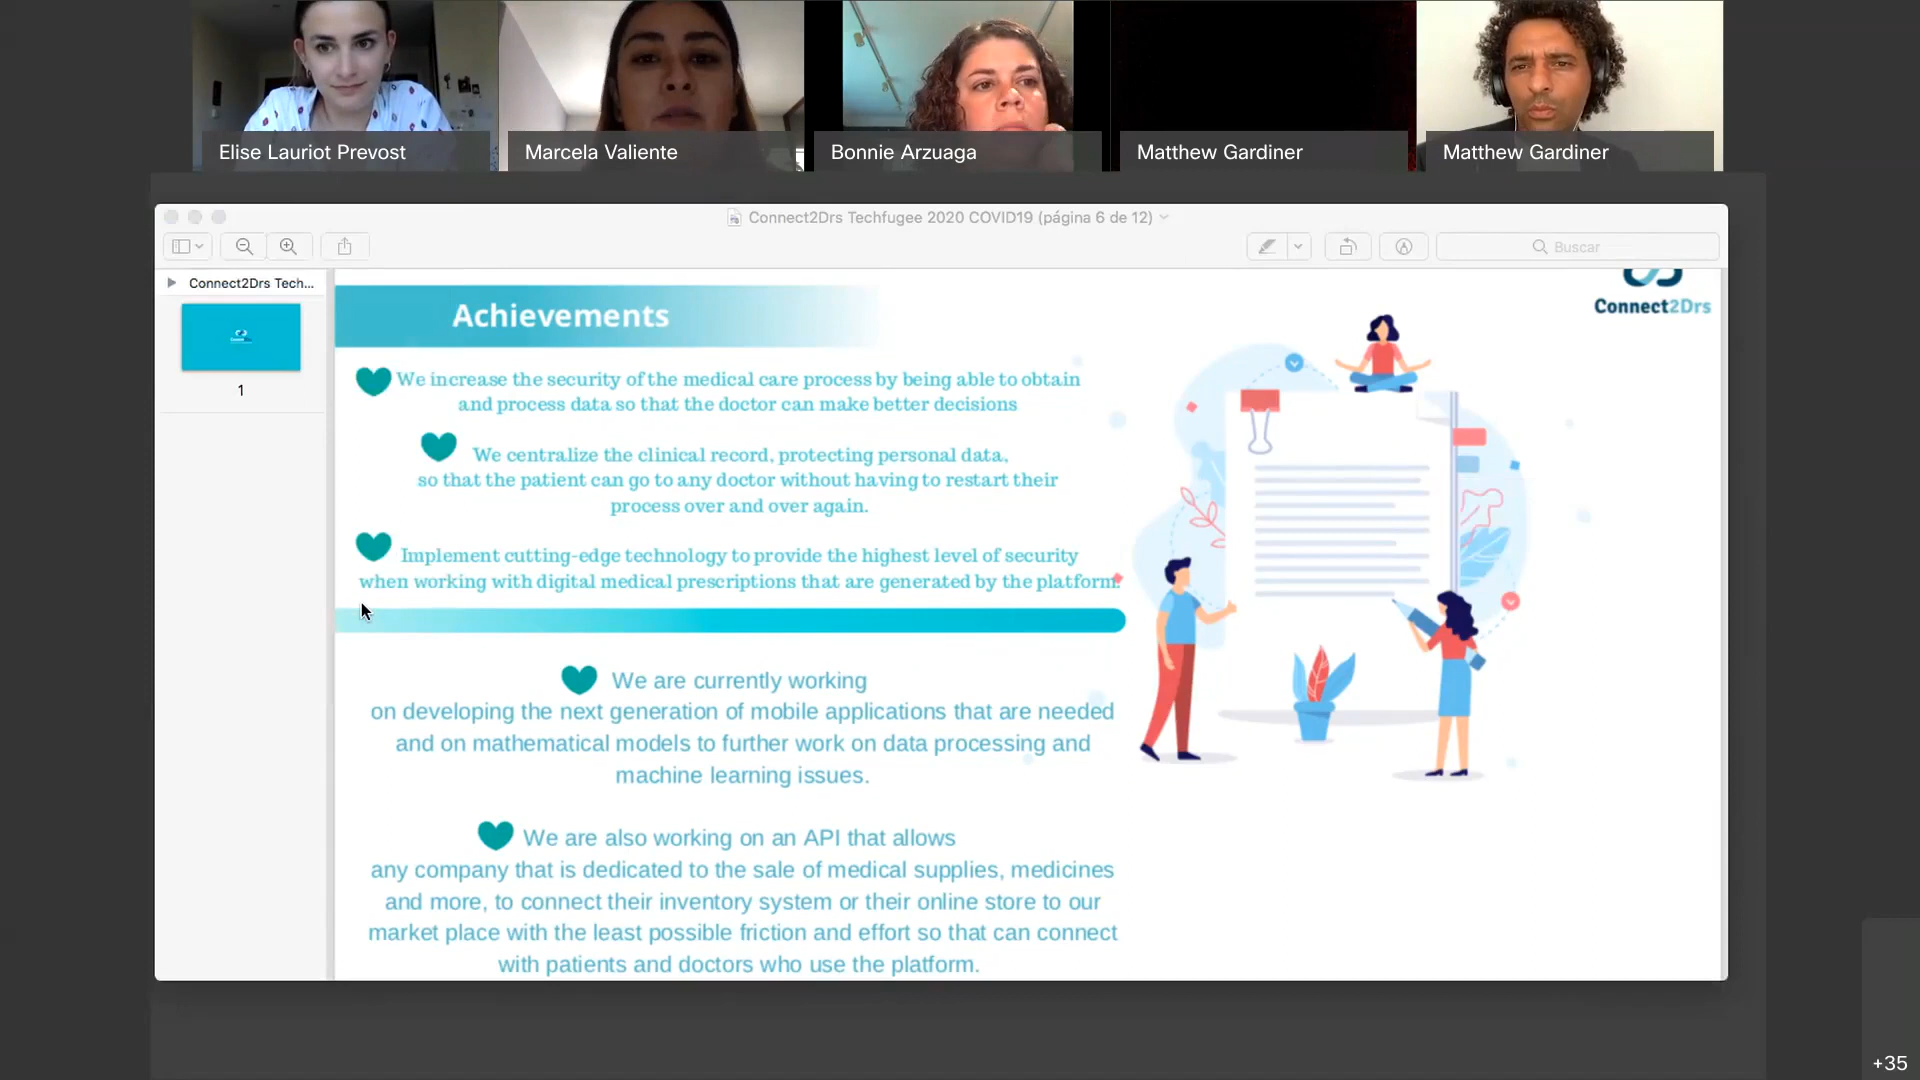 Elise Lauriot Prevost
Marcela Valiente
Bonnie Arzuaga
Matthew Gardiner
Matthew Gardiner
Connect2Drs Techfugee 2020 COVID19 (página 6 de 12)
Buscar
Connect2Drs Tech...
1
Connect2Drs
Achievements
We increase the security of the medical care process by being able to obtain
and process data so that the doctor can make better decisions
We centralize the clinical record, protecting personal data,
so that the patient can go to any doctor without having to restart their
process over and over again.
Implement cutting-edge technology to provide the highest level of security
when working with digital medical prescriptions that are generated by the platform.
We are currently working
on developing the next generation of mobile applications that are needed
and on mathematical models to further work on data processing and
machine learning issues.
We are also working on an API that allows
any company that is dedicated to the sale of medical supplies, medicines
and more, to connect their inventory system or their online store to our
market place with the least possible friction and effort so that can connect
with patients and doctors who use the platform.
+35